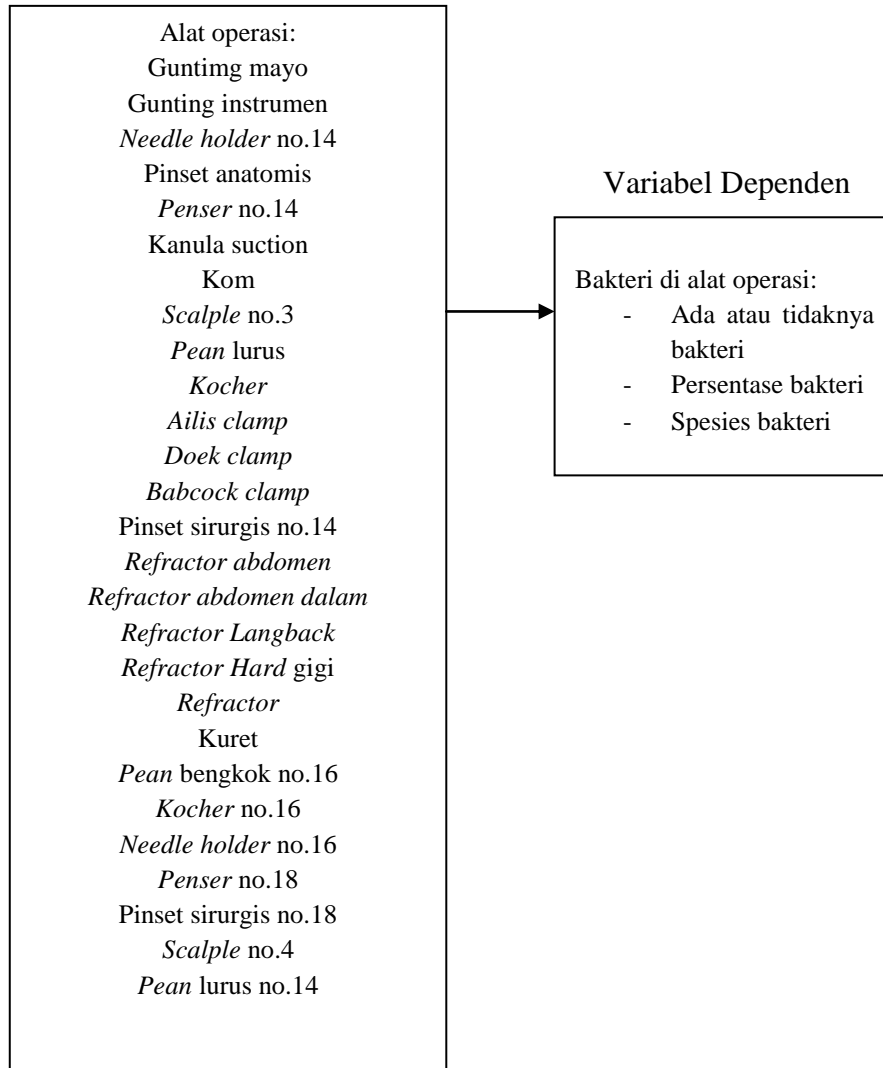 Alat operasi:
Guntimg mayo
Gunting instrumen
Needle holder no.14
Pinset anatomis
Penser no.14
Kanula suction
Kom
Scalple no.3
Pean lurus
Kocher
Ailis clamp
Doek clamp
Babcock clamp
Pinset sirurgis no.14
Refractor abdomen
Refractor abdomen dalam
Refractor Langback
Refractor Hard gigi
Refractor
Kuret
Pean bengkok no.16
Kocher no.16
Needle holder no.16
Penser no.18
Pinset sirurgis no.18
Scalple no.4
Pean lurus no.14
Variabel Dependen
Bakteri di alat operasi:
- Ada atau tidaknya
bakteri
- Persentase bakteri
- Spesies bakteri